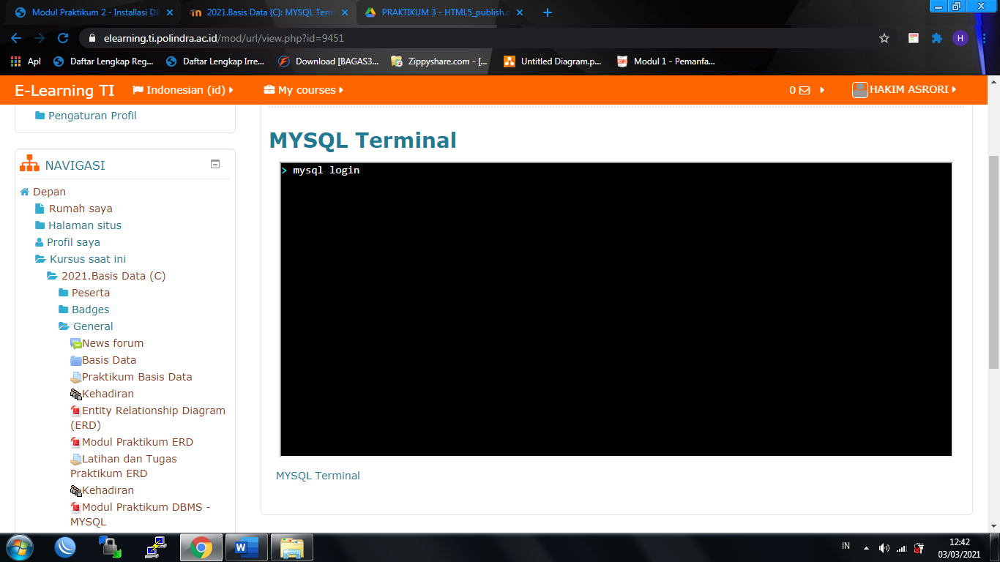 Modul Praktikum 2 - Installasi DB
2021.Basis Data (C): MYSQL Term
PRAKTIKUM 3 - HTML5_publish.d
elearning.ti.polindra.ac.id/mod/url/view.php?id=9451
H
Apl
Daftar Lengkap Reg...
Daftar Lengkap Irre...
Download [BAGAS3...
Zippyshare.com - [...
Untitled Diagram.p...
Modul 1 - Pemanfa...
E-Learning TI
Indonesian (id)
My courses
0
HAKIM ASRORI
Pengaturan Profil
NAVIGASI
Depan
Rumah saya
Halaman situs
Profil saya
Kursus saat ini
2021.Basis Data (C)
Peserta
Badges
General
News forum
Basis Data
Praktikum Basis Data
Kehadiran
Entity Relationship Diagram
(ERD)
Modul Praktikum ERD
Latihan dan Tugas
Praktikum ERD
Kehadiran
Modul Praktikum DBMS -
MYSQL
MYSQL Terminal
> mysql login
MYSQL Terminal
IN
12:42
03/03/2021